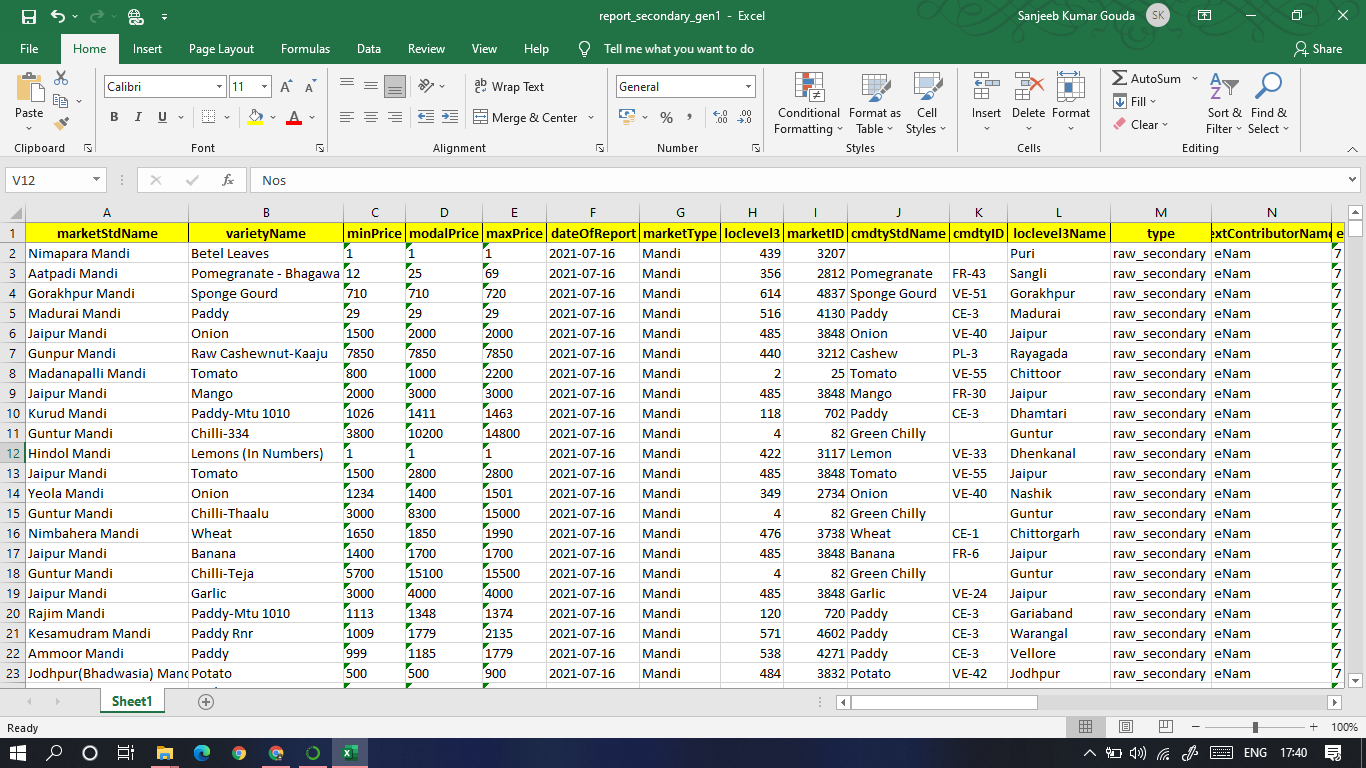 report_secondary_gen1 - Excel
Sanjeeb Kumar Gouda SK
File Home Insert Page Layout Formulas Data Review View Help Tell me what you want to do Share
Paste Calibri 11 Wrap Text General Conditional Formatting Format as Table Cell Styles Insert Delete Format AutoSum Sort & Filter Find & Select
B I U Merge & Center % Fill
Clear
Clipboard Font Alignment Number Styles Cells Editing
V12 fx Nos
A B C D E F G H I J K L M N
1 marketStdName varietyName minPrice modalPrice maxPrice dateOfReport marketType loclevel3 marketID cmdtyStdName cmdtyID loclevel3Name type extContributorName e
2 Nimapara Mandi Betel Leaves 1 1 1 2021-07-16 Mandi 439 3207 Puri raw_secondary eNam 7
3 Aatpadi Mandi Pomegranate - Bhagawa 12 25 69 2021-07-16 Mandi 356 2812 Pomegranate FR-43 Sangli raw_secondary eNam 7
4 Gorakhpur Mandi Sponge Gourd 710 710 720 2021-07-16 Mandi 614 4837 Sponge Gourd VE-51 Gorakhpur raw_secondary eNam 7
5 Madurai Mandi Paddy 29 29 29 2021-07-16 Mandi 516 4130 Paddy CE-3 Madurai raw_secondary eNam 7
6 Jaipur Mandi Onion 1500 2000 2000 2021-07-16 Mandi 485 3848 Onion VE-40 Jaipur raw_secondary eNam 7
7 Gunpur Mandi Raw Cashewnut-Kaaju 7850 7850 7850 2021-07-16 Mandi 440 3212 Cashew PL-3 Rayagada raw_secondary eNam 7
8 Madanapalli Mandi Tomato 800 1000 2200 2021-07-16 Mandi 2 25 Tomato VE-55 Chittoor raw_secondary eNam 7
9 Jaipur Mandi Mango 2000 3000 3000 2021-07-16 Mandi 485 3848 Mango FR-30 Jaipur raw_secondary eNam 7
10 Kurud Mandi Paddy-Mtu 1010 1026 1411 1463 2021-07-16 Mandi 118 702 Paddy CE-3 Dhamtari raw_secondary eNam 7
11 Guntur Mandi Chilli-334 3800 10200 14800 2021-07-16 Mandi 4 82 Green Chilly Guntur raw_secondary eNam 7
12 Hindol Mandi Lemons (In Numbers) 1 1 1 2021-07-16 Mandi 422 3117 Lemon VE-33 Dhenkanal raw_secondary eNam 7
13 Jaipur Mandi Tomato 1500 2800 2800 2021-07-16 Mandi 485 3848 Tomato VE-55 Jaipur raw_secondary eNam 7
14 Yeola Mandi Onion 1234 1400 1501 2021-07-16 Mandi 349 2734 Onion VE-40 Nashik raw_secondary eNam 7
15 Guntur Mandi Chilli-Thaalu 3000 8300 15000 2021-07-16 Mandi 4 82 Green Chilly Guntur raw_secondary eNam 7
16 Nimbahera Mandi Wheat 1650 1850 1990 2021-07-16 Mandi 476 3738 Wheat CE-1 Chittorgarh raw_secondary eNam 7
17 Jaipur Mandi Banana 1400 1700 1700 2021-07-16 Mandi 485 3848 Banana FR-6 Jaipur raw_secondary eNam 7
18 Guntur Mandi Chilli-Teja 5700 15100 15500 2021-07-16 Mandi 4 82 Green Chilly Guntur raw_secondary eNam 7
19 Jaipur Mandi Garlic 3000 4000 4000 2021-07-16 Mandi 485 3848 Garlic VE-24 Jaipur raw_secondary eNam 7
20 Rajim Mandi Paddy-Mtu 1010 1113 1348 1374 2021-07-16 Mandi 120 720 Paddy CE-3 Gariaband raw_secondary eNam 7
21 Kesamudram Mandi Paddy Rnr 1009 1779 2135 2021-07-16 Mandi 571 4602 Paddy CE-3 Warangal raw_secondary eNam 7
22 Ammoor Mandi Paddy 999 1185 1779 2021-07-16 Mandi 538 4271 Paddy CE-3 Vellore raw_secondary eNam 7
23 Jodhpur(Bhadwasia) Mand Potato 500 500 900 2021-07-16 Mandi 484 3832 Potato VE-42 Jodhpur raw_secondary eNam 7
Sheet1
Ready 100%
ENG 17:40